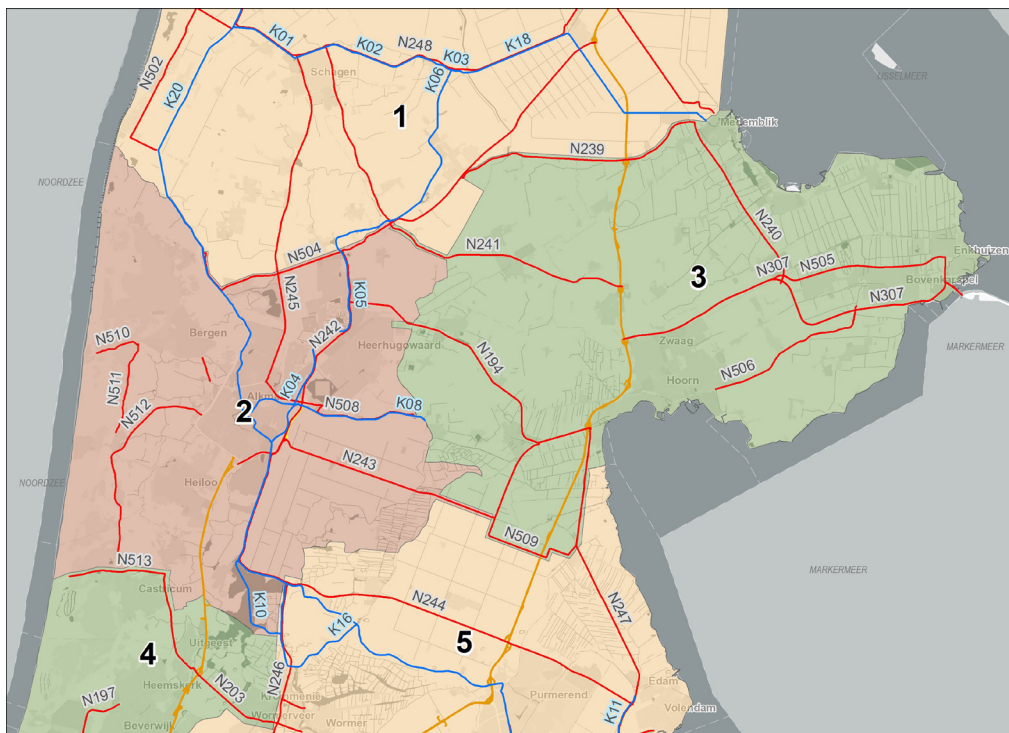 K01
K02
N248
K03
K18
N502
K20
K06
Schagen
1
IJSSELMEER
Medemblik
N239
NOORDZEE
N240
N504
N241
3
N307
N505
Enkhuizen
Bovenkarspel
N245
K05
N307
N510
Bergen
N242
Heerhugowaard
Zwaag
MARKERMEER
N511
N194
Hoorn
N506
N512
2
Alkm
K04
N508
K08
NOORDZEE
Heiloo
N243
N509
MARKERMEER
N513
Castricum
K10
N244
N247
K16
Uitgeest
4
5
Heemskerk
N203
N246
N197
Krommenie
Wormerveer
Wormer
Beverwijk
Purmerend
Edam
K11
Volendam